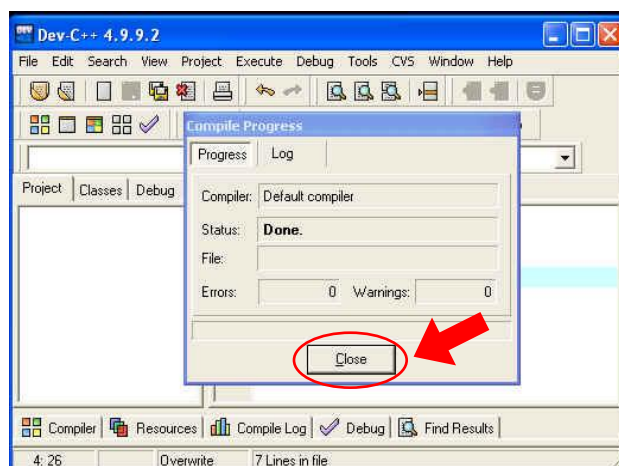 Dev-C++ 4.9.9.2
File Edit Search View Project Execute Debug Tools CVS Window Help
Compile Progress
Progress Log
Project Classes Debug
Compiler: Default compiler
Status: Done.
File:
Errors: 0 Warnings: 0
Close
Compiler Resources Compile Log Debug Find Results
4: 26 Overwrite 7 Lines in file